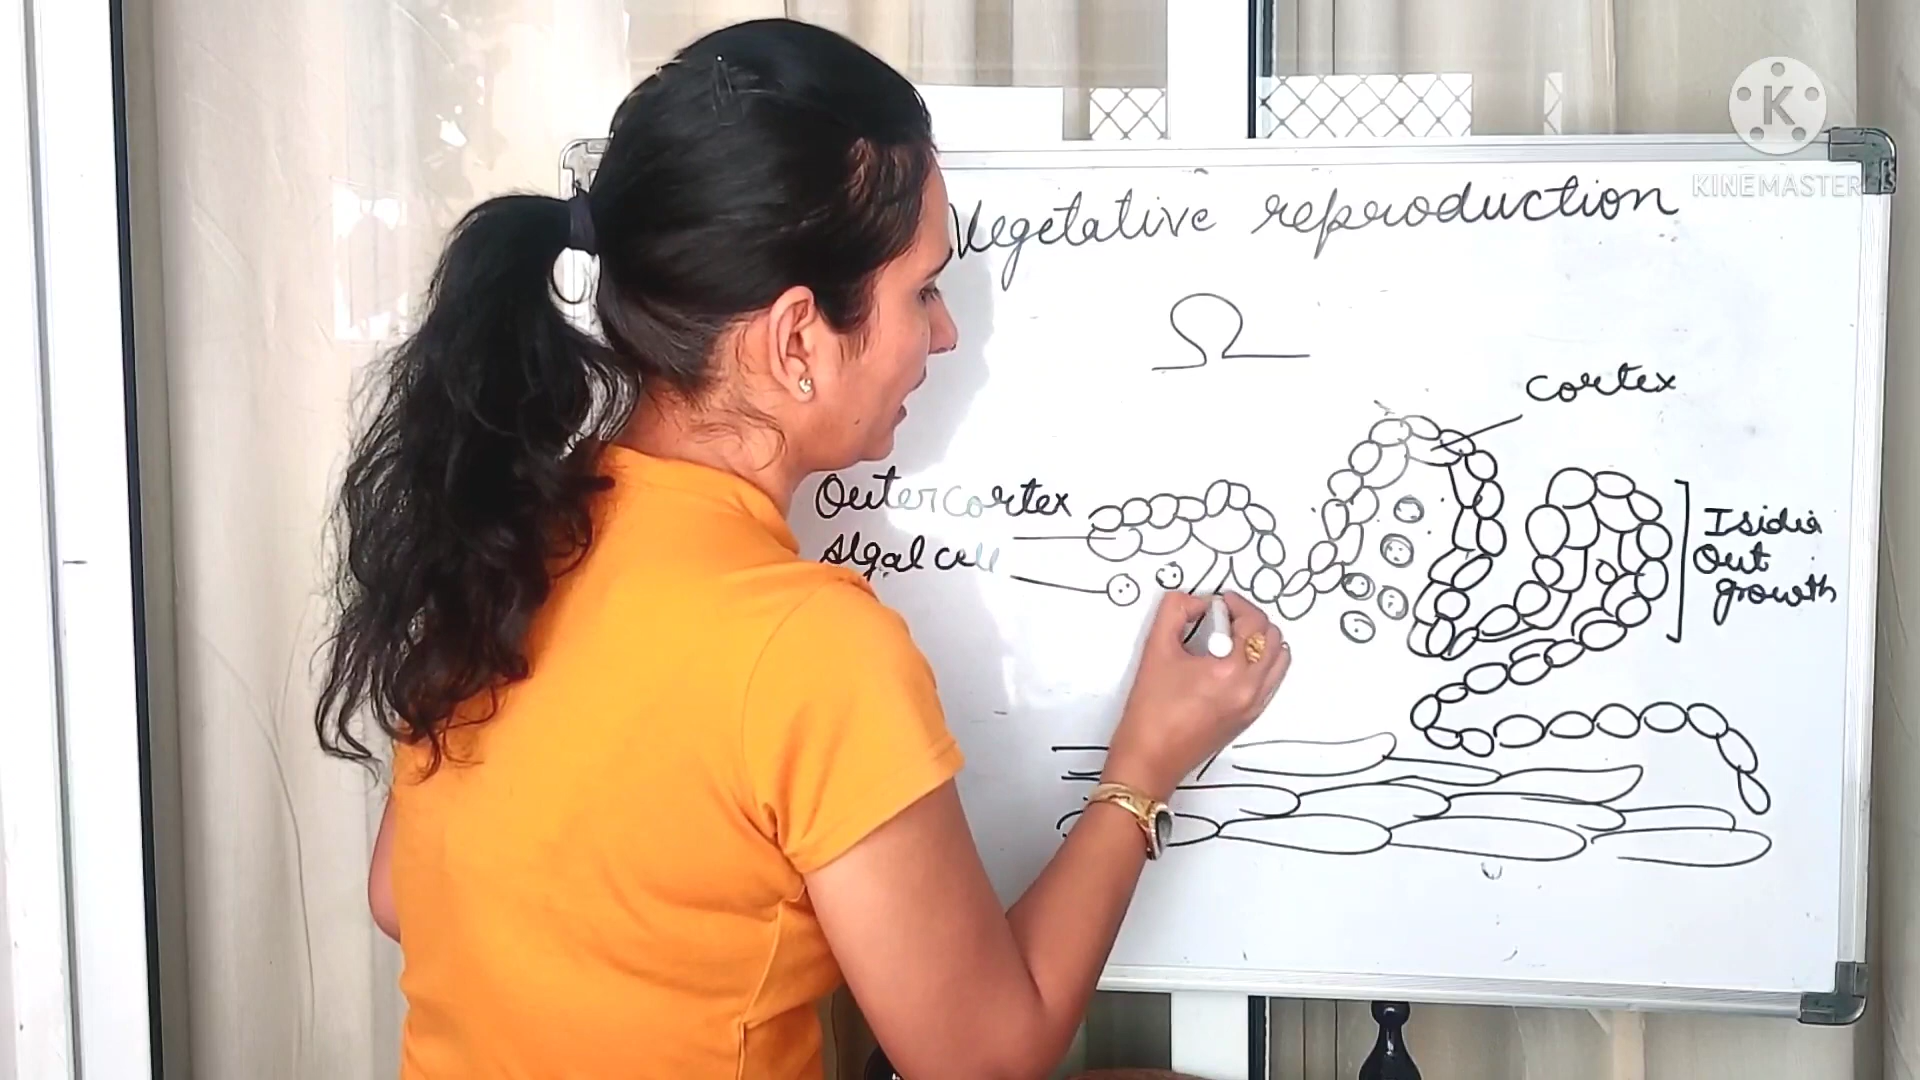 Vegetative reproduction
KINEMASTER
cortex
Outer cortex
Algal cell
Isidia
Out
growth